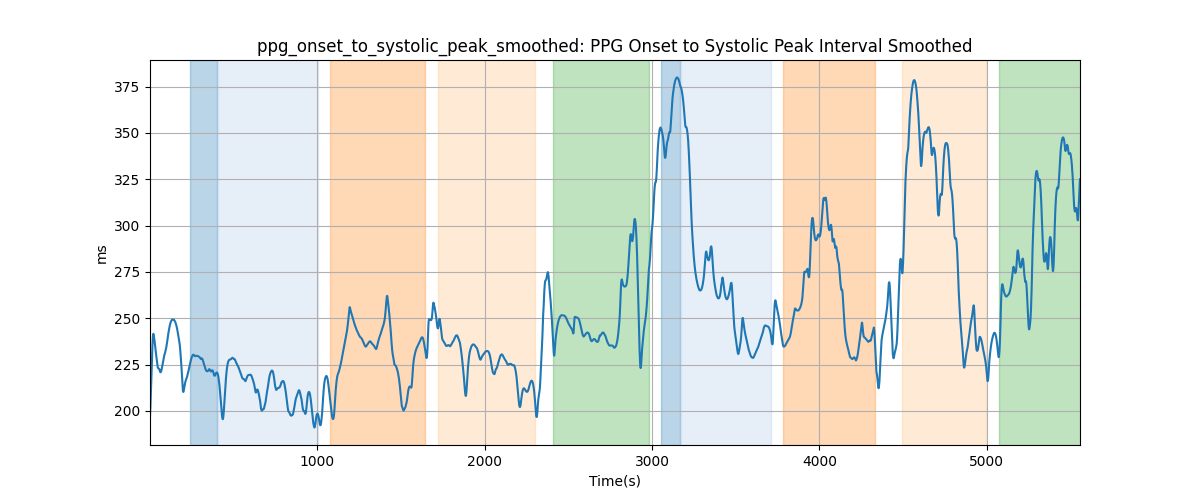 ppg_onset_to_systolic_peak_smoothed: PPG Onset to Systolic Peak Interval Smoothed
375
350
325
300
275
250
225
200
ms
1000 2000 3000 4000 5000
Time(s)